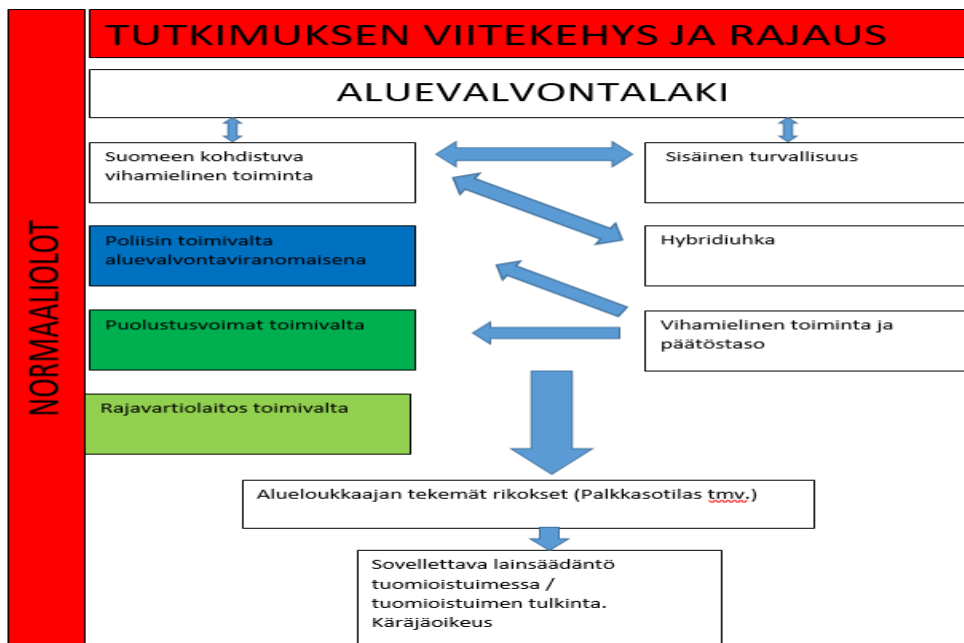 TUTKIMUKSEN VIITEKEHYS JA RAJAUS
NORMAALIOLOT
ALUEVALVONTALAKI
Suomeen kohdistuva
vihamielinen toiminta
Sisäinen turvallisuus
Poliisin toimivalta
aluevalvontaviranomaisena
Hybridiuhka
Puolustusvoimat toimivalta
Vihamielinen toiminta ja
päätöstaso
Rajavartiolaitos toimivalta
Alueloukkaajan tekemät rikokset (Palkkasotilas tmv.)
Sovellettava lainsäädäntö
tuomioistuimessa /
tuomioistuimen tulkinta.
Käräjäoikeus